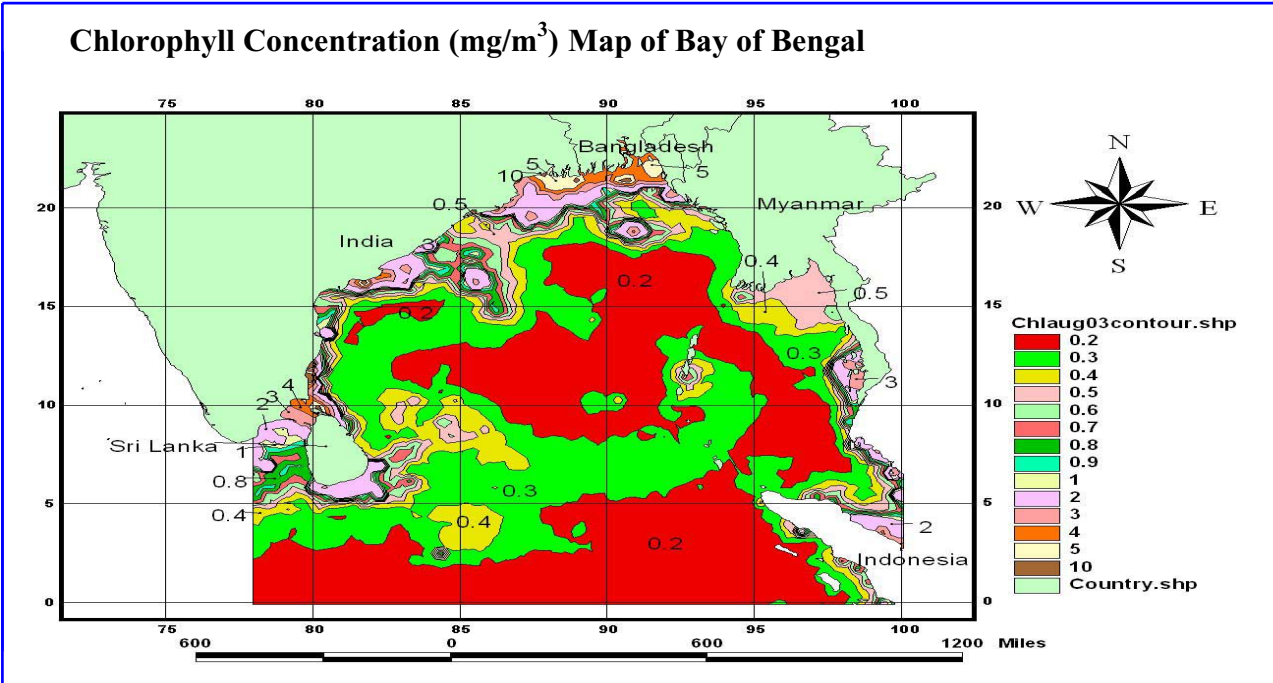 Chlorophyll Concentration (mg/m³) Map of Bay of Bengal
75 80 85 90 95 100
Bangladesh
5 5
10
0.5
20 Myanmar 20
India 3
0.4
0.2 0.5
15 15
0.2
0.3
3
4
3
2
10 10
Sri Lanka 1
0.8
0.3
5 5
0.4 0.4 2
0.2
Indonesia
0 0
75 80 85 90 95 100
600 0 600 1200 Miles
N
W E
S
Chlaug03contour.shp
0.2
0.3
0.4
0.5
0.6
0.7
0.8
0.9
1
2
3
4
5
10
Country.shp